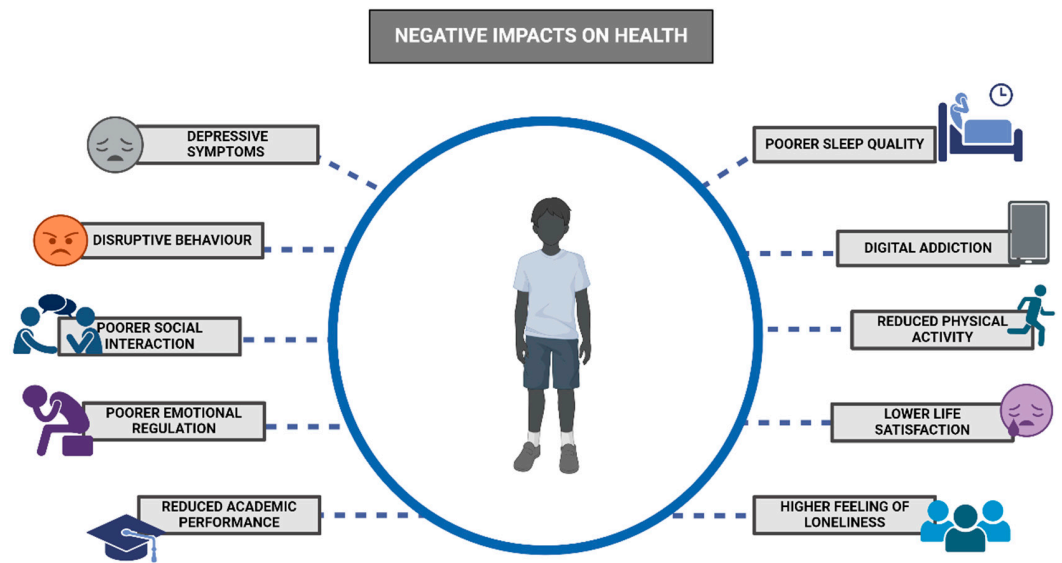 NEGATIVE IMPACTS ON HEALTH
DEPRESSIVE
SYMPTOMS
DISRUPTIVE BEHAVIOUR
POORER SOCIAL
INTERACTION
POORER EMOTIONAL
REGULATION
REDUCED ACADEMIC
PERFORMANCE
POORER SLEEP QUALITY
DIGITAL ADDICTION
REDUCED PHYSICAL
ACTIVITY
LOWER LIFE
SATISFACTION
HIGHER FEELING OF
LONELINESS